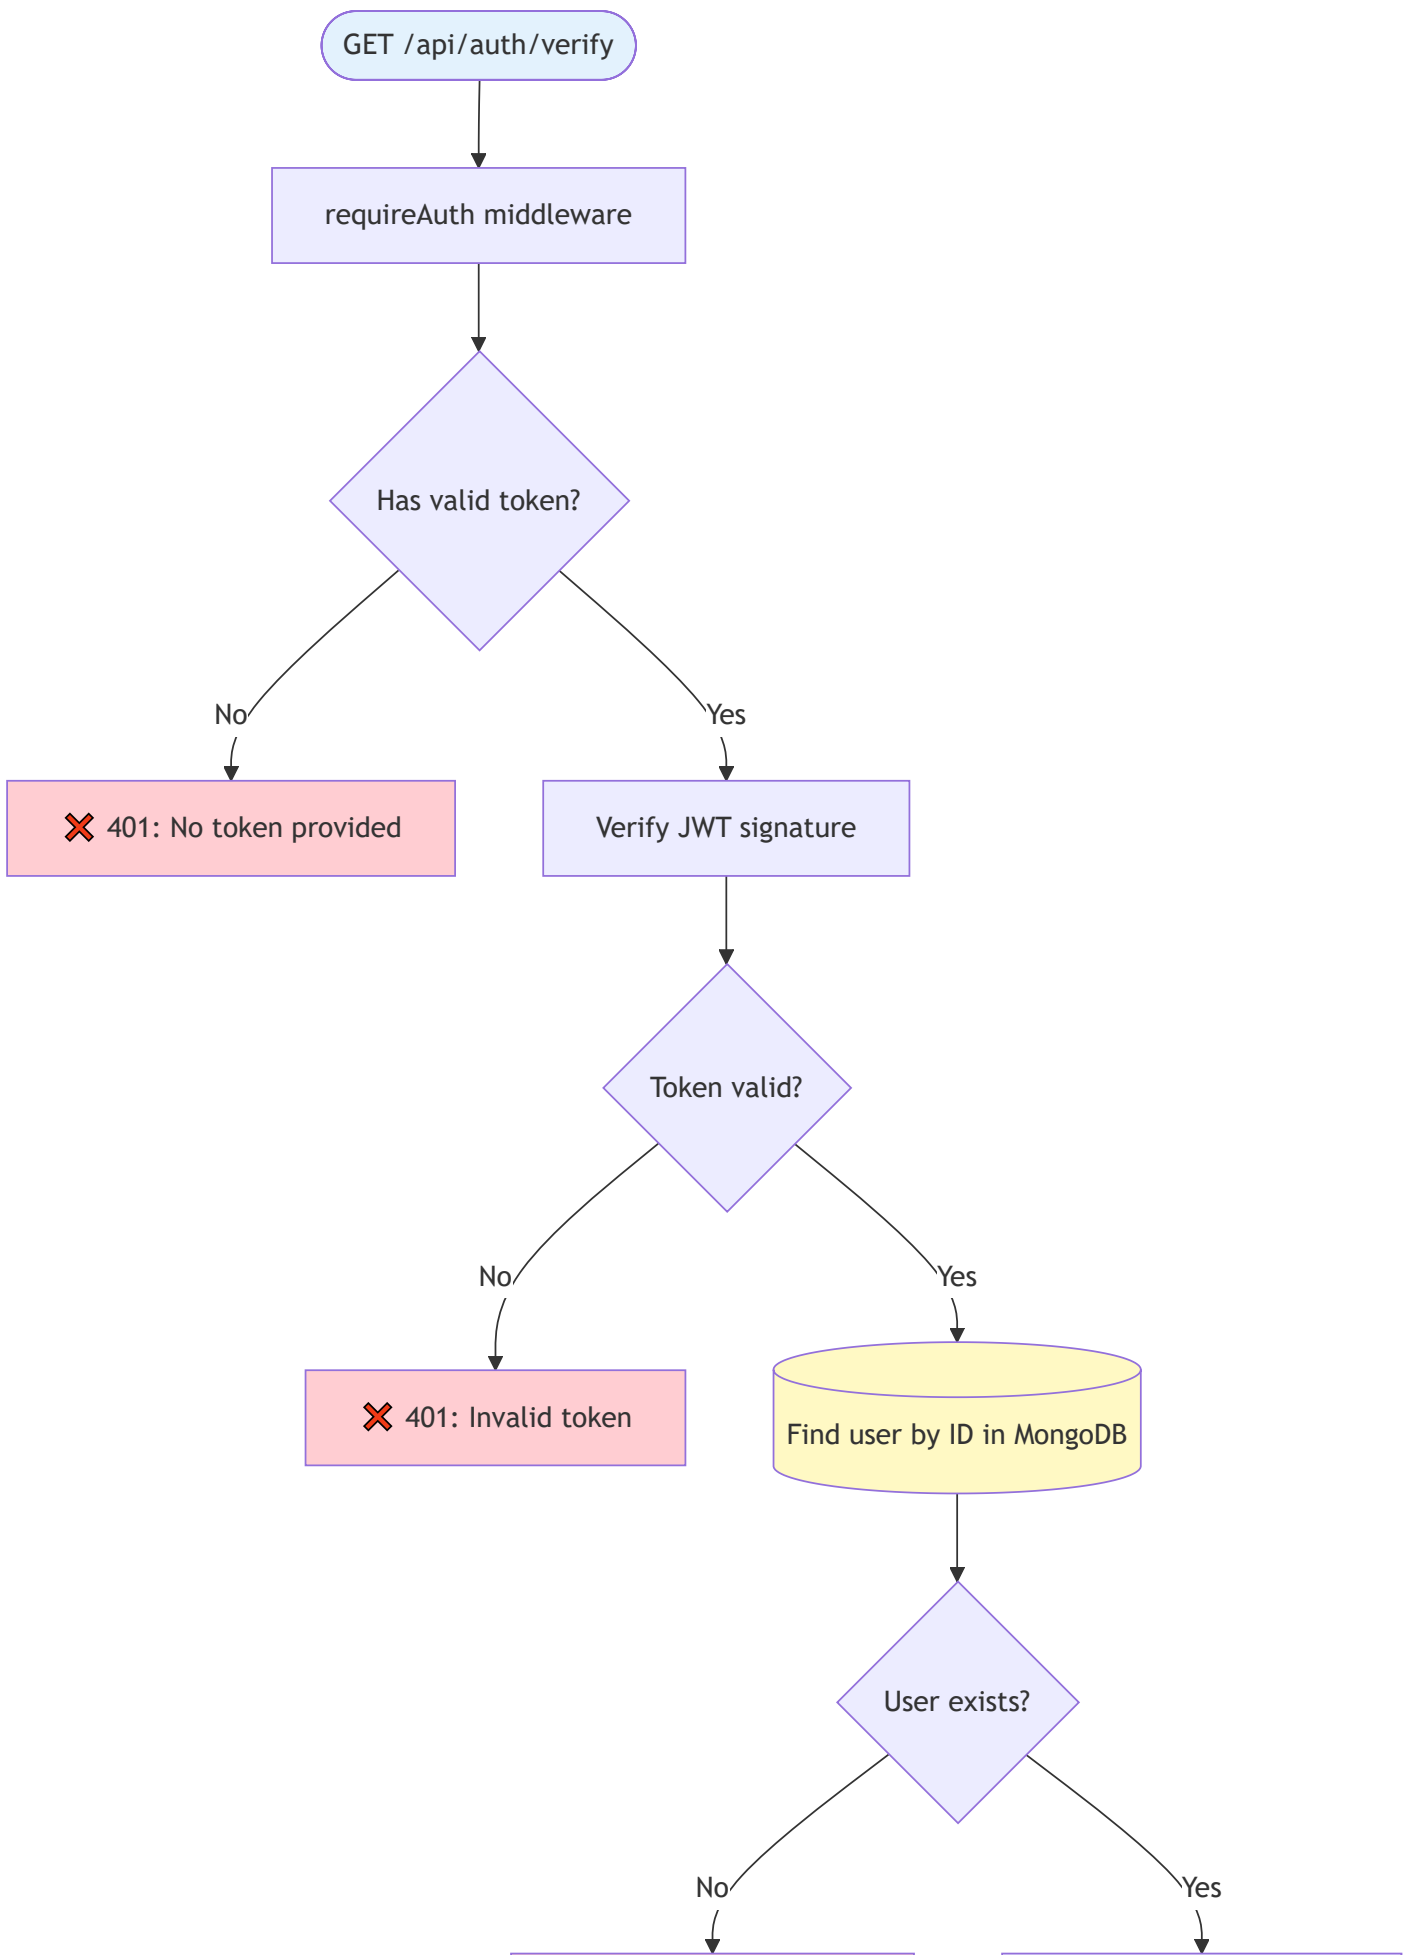 GET /api/auth/verify
requireAuth middleware
Has valid token?
No
Yes
❌ 401: No token provided
Verify JWT signature
Token valid?
No
Yes
❌ 401: Invalid token
Find user by ID in MongoDB
User exists?
No
Yes